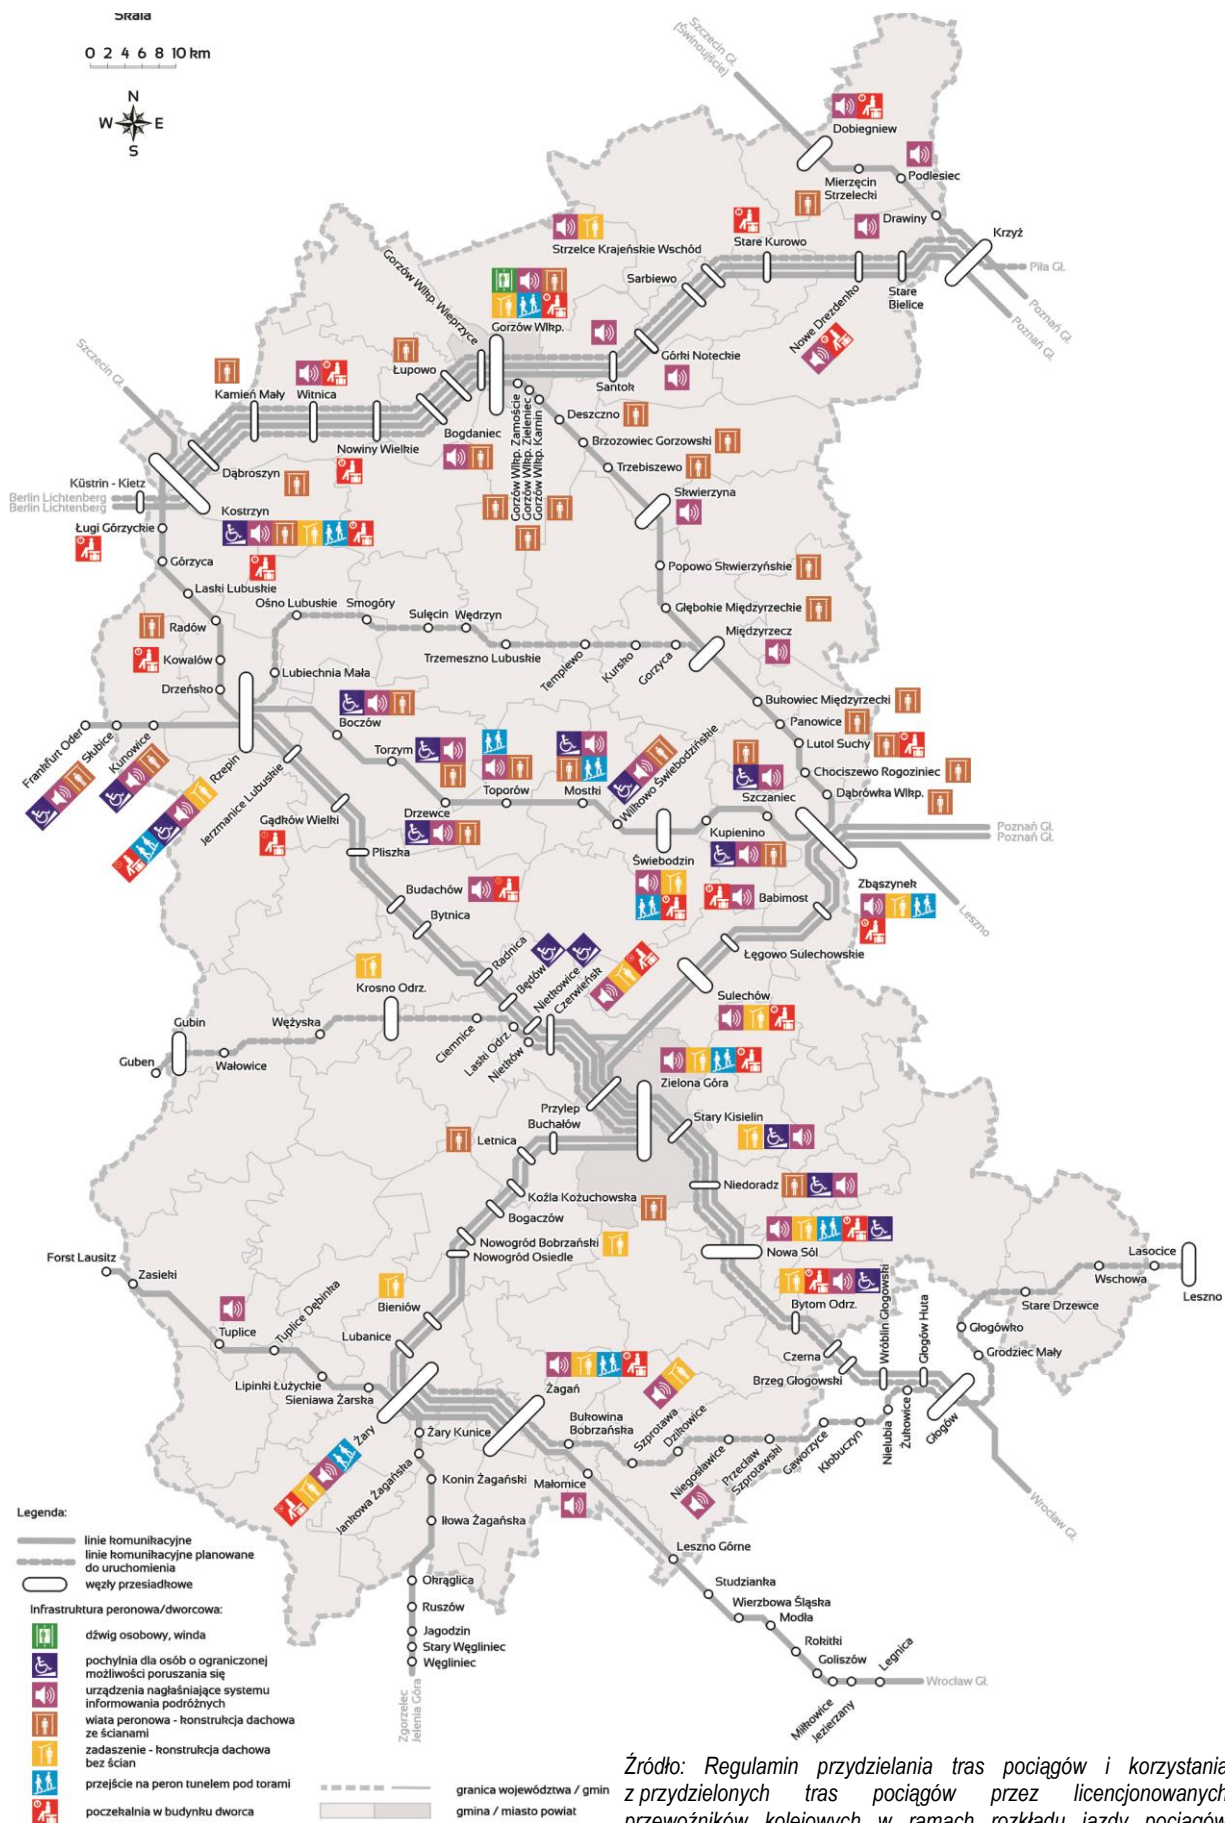 Skala
0 2 4 6 8 10 km
N
W E
S
Szczecin Gł.
(Świnoujście)
Dobiegniew
Podlesiec
Mierzęcin
Strzelecki
Drawiny
Krzyż
Piła Gł.
Poznań Gł.
Poznań Gł.
Stare Kurowo
Strzelce Krajeńskie Wschód
Sarbiewo
Stare
Bielice
Nowe Drezdenko
Gorzów Wlkp. Wieprzyce
Gorzów Wlkp.
Górki Noteckie
Santok
Szczecin Gł.
Łupowo
Kamień Mały
Witnica
Nowiny Wielkie
Bogdaniec
Dąbroszyn
Gorzów Wlkp. Zamoście
Gorzów Wlkp. Zieleniec
Gorzów Wlkp. Karnin
Deszczno
Brzozowiec Gorzowski
Trzebiszewo
Skwierzyna
Küstrin - Kietz
Berlin Lichtenberg
Berlin Lichtenberg
Kostrzyn
Ługi Górzyckie
Górzyca
Laski Lubuskie
Radów
Kowalów
Drzeńsko
Ośno Lubuskie
Smogóry
Sulęcin
Wędrzyn
Trzemeszno Lubuskie
Templewo
Kursko
Gorzyca
Lubiechnia Mała
Popowo Skwierzyńskie
Głębokie Międzyrzeckie
Międzyrzecz
Bukowiec Międzyrzecki
Panowice
Lutol Suchy
Chociszewo Rogoziniec
Dąbrówka Wlkp.
Frankfurt Oder
Słubice
Kunowice
Rzepin
Jerzmanice Lubuskie
Boczów
Torzym
Drzewce
Toporów
Mostki
Wilkowo Świebodzińskie
Świebodzin
Kupienino
Szczaniec
Zbąszynek
Poznań Gł.
Poznań Gł.
Leszno
Gądków Wielki
Pliszka
Budachów
Bytnica
Radnica
Będów
Nietkowice
Czerwieńsk
Babimost
Łęgowo Sulechowskie
Sulechów
Krosno Odrz.
Gubin
Guben
Wałowice
Wężyska
Ciemnice
Laski Odrz.
Nietków
Zielona Góra
Przylep
Buchałów
Letnica
Stary Kisielin
Niedoradz
Koźla Kożuchowska
Bogaczów
Nowogród Bobrzański
Nowogród Osiedle
Nowa Sól
Bytom Odrz.
Bieniów
Lubanice
Forst Lausitz
Zasieki
Tuplice
Tuplice Dębinka
Lipinki Łużyckie
Sieniawa Żarska
Żary
Żagań
Czerna
Brzeg Głogowski
Wróblin Głogowski
Głogów Huta
Głogówko
Grodziec Mały
Stare Drzewce
Wschowa
Lasocice
Leszno
Głogów
Wrocław Gł.
Żary Kunice
Jankowa Żagańska
Konin Żagański
Iłowa Żagańska
Bukowina
Bobrzańska
Szprotawa
Dzikowice
Niegosławice
Przecław
Szprotawski
Gaworzyce
Kłobuczyn
Nielubia
Żukowice
Małomice
Leszno Górne
Studzianka
Wierzbowa Śląska
Modła
Rokitki
Goliszów
Miłkowice
Jezierzany
Legnica
Wrocław Gł.
Okrąglica
Ruszów
Jagodzin
Stary Węgliniec
Węgliniec
Zgorzelec
Jelenia Góra
Legenda:
linie komunikacyjne
linie komunikacyjne planowane
do uruchomienia
węzły przesiadkowe
Infrastruktura peronowa/dworcowa:
dźwig osobowy, winda
pochylnia dla osób o ograniczonej
możliwości poruszania się
urządzenia nagłaśniające systemu
informowania podróżnych
wiata peronowa - konstrukcja dachowa
ze ścianami
zadaszenie - konstrukcja dachowa
bez ścian
przejście na peron tunelem pod torami
poczekalnia w budynku dworca
granica województwa / gmin
gmina / miasto powiat
Źródło: Regulamin przydzielania tras pociągów i korzystania
z przydzielonych tras pociągów przez licencjonowanych
przewoźników kolejowych w ramach rozkładu jazdy pociągów